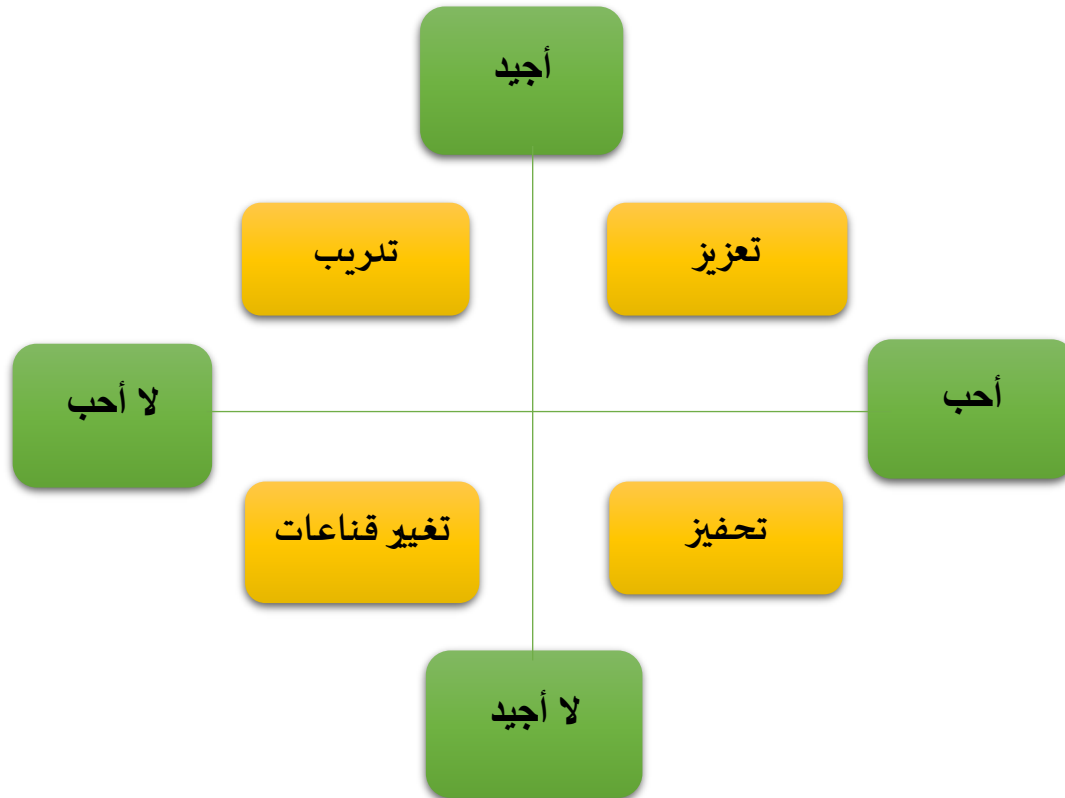 أجيد
تعزيز
تدريب
أحب
لا أحب
تحفيز
تغيير قناعات
لا أجيد